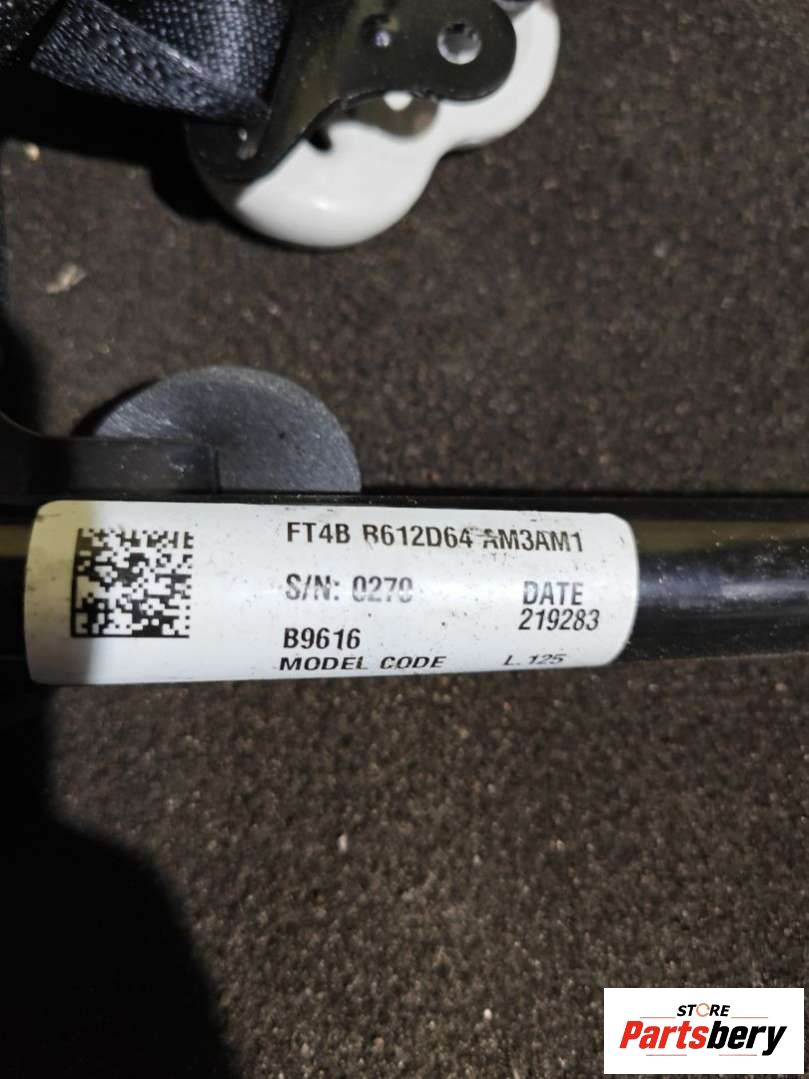 FT4B R612D64 AM3AM1
S/N: 0270
DATE
219283
B9616
MODEL CODE L.125
STORE
Partsbery